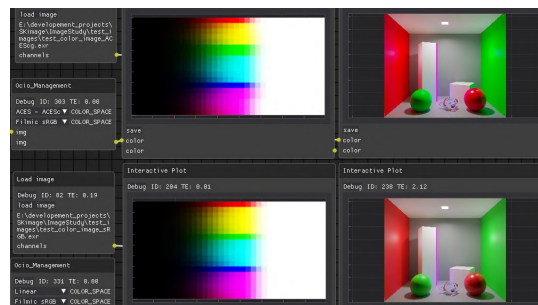 load image
E:\developement_projects\
SKimage\ImageStudy\test_i
mages\test_color_image_AC
EScg.exr
channels
Ocio_Management
Debug ID: 303 TE: 0.00
ACES - ACESc ▼ COLOR_SPACE
Filmic sRGB ▼ COLOR_SPACE
img
img
save
color
color
save
color
color
Load image
Debug ID: 82 TE: 0.19
load image
E:\developement_projects\
SKimage\ImageStudy\test_i
mages\test_color_image_sR
GB.exr
channels
Interactive Plot
Debug ID: 204 TE: 0.01
Interactive Plot
Debug ID: 238 TE: 2.12
Ocio_Management
Debug ID: 331 TE: 0.00
Linear ▼ COLOR_SPACE
Filmic sRGB ▼ COLOR_SPACE